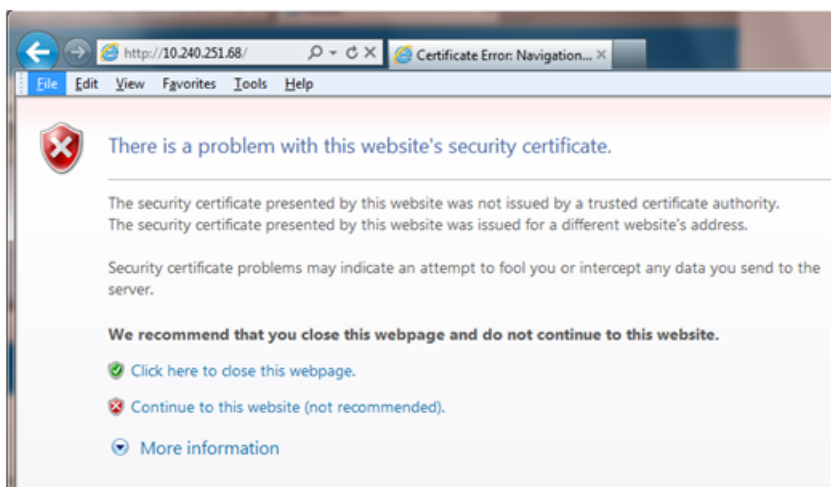 http://10.240.251.68/
Certificate Error: Navigation...
File Edit View Favorites Tools Help
There is a problem with this website's security certificate.
The security certificate presented by this website was not issued by a trusted certificate authority.
The security certificate presented by this website was issued for a different website's address.
Security certificate problems may indicate an attempt to fool you or intercept any data you send to the
server.
We recommend that you close this webpage and do not continue to this website.
Click here to close this webpage.
Continue to this website (not recommended).
More information